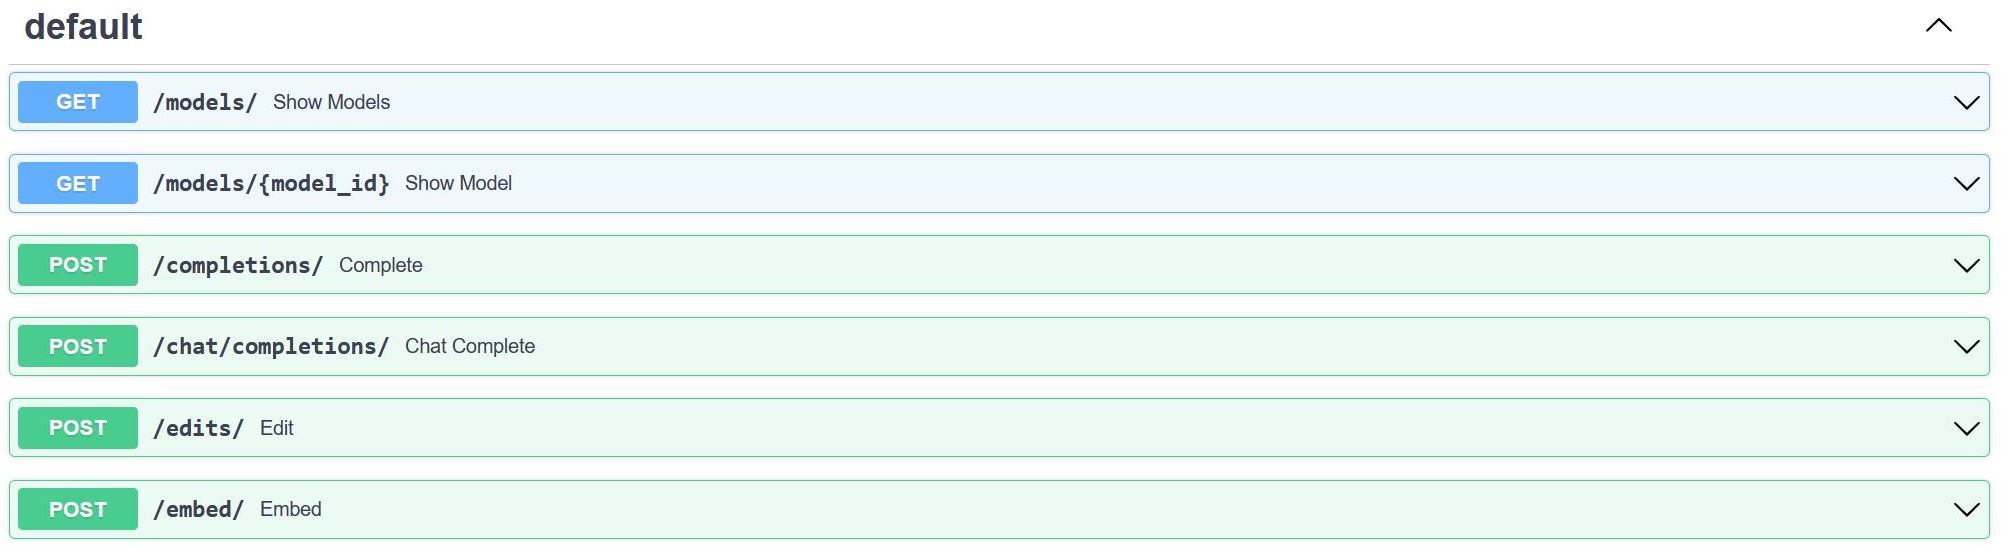 default
GET /models/ Show Models
GET /models/{model_id} Show Model
POST /completions/ Complete
POST /chat/completions/ Chat Complete
POST /edits/ Edit
POST /embed/ Embed